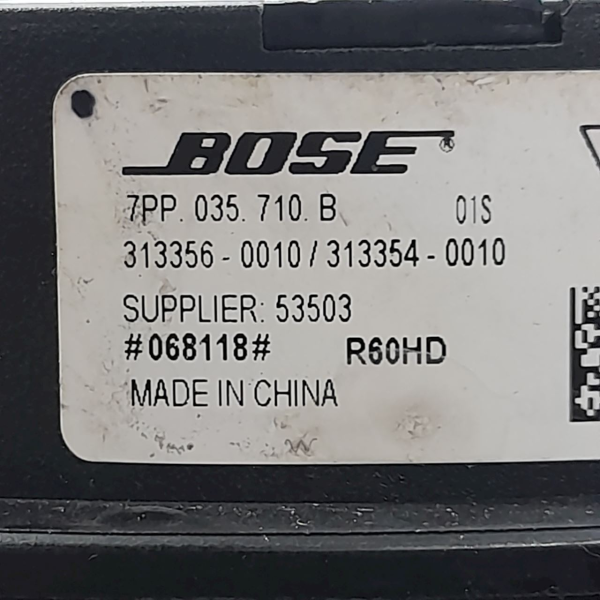 BOSE®
7PP. 035. 710. B 01S
313356 - 0010 / 313354 - 0010
SUPPLIER: 53503
#068118# R60HD
MADE IN CHINA